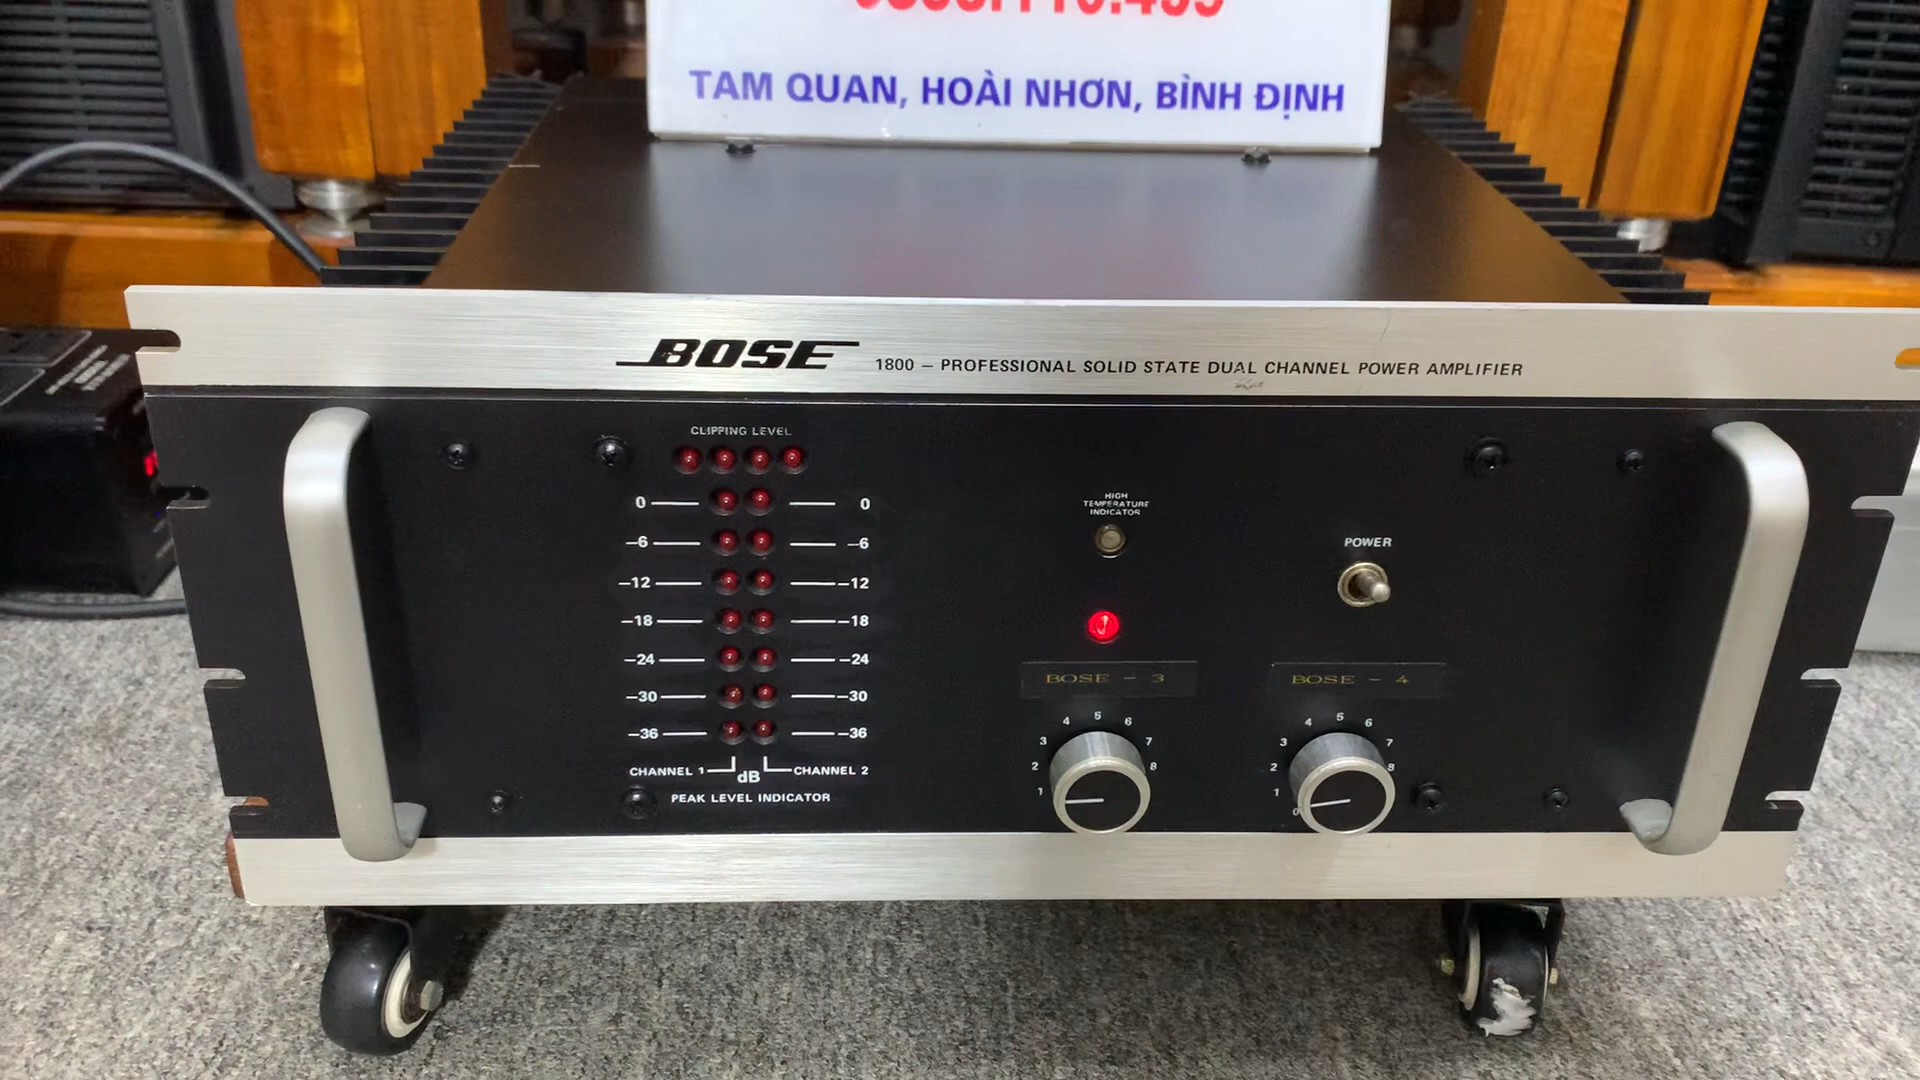 TAM QUAN, HOÀI NHƠN, BÌNH ĐỊNH
BOSE 1800 – PROFESSIONAL SOLID STATE DUAL CHANNEL POWER AMPLIFIER
CLIPPING LEVEL
0 0
–6 –6
–12 –12
–18 –18
–24 –24
–30 –30
–36 –36
CHANNEL 1 dB CHANNEL 2
PEAK LEVEL INDICATOR
HIGH
TEMPERATURE
INDICATOR
POWER
BOSE - 3
1 2 3 4 5 6 7 8
BOSE - 4
0 1 2 3 4 5 6 7 8